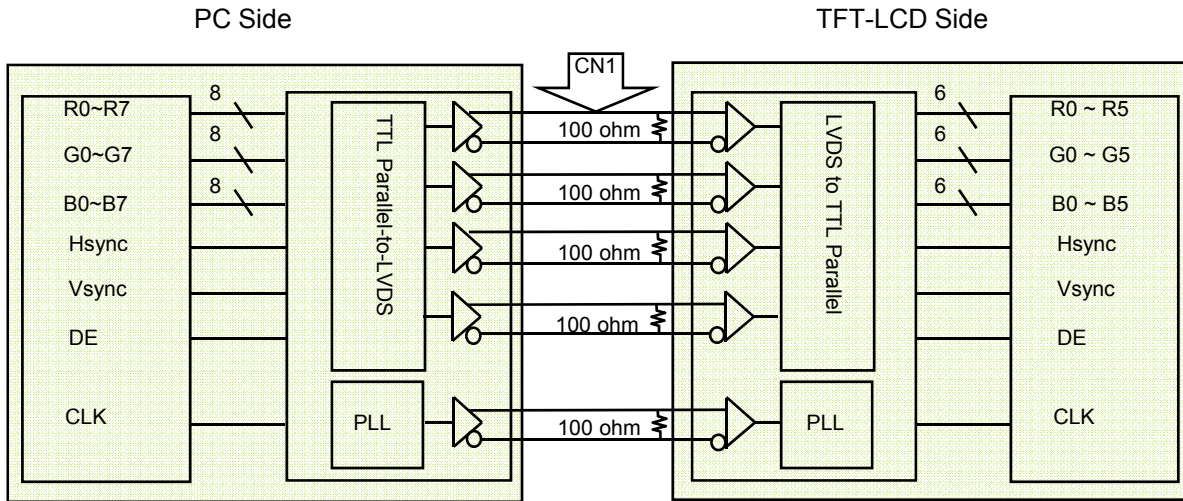 PC Side
TFT-LCD Side
CN1
R0~R7
8
G0~G7
8
B0~B7
8
Hsync
Vsync
DE
CLK
TTL Parallel-to-LVDS
PLL
100 ohm
100 ohm
100 ohm
100 ohm
100 ohm
LVDS to TTL Parallel
PLL
6
R0 ~ R5
6
G0 ~ G5
6
B0 ~ B5
Hsync
Vsync
DE
CLK